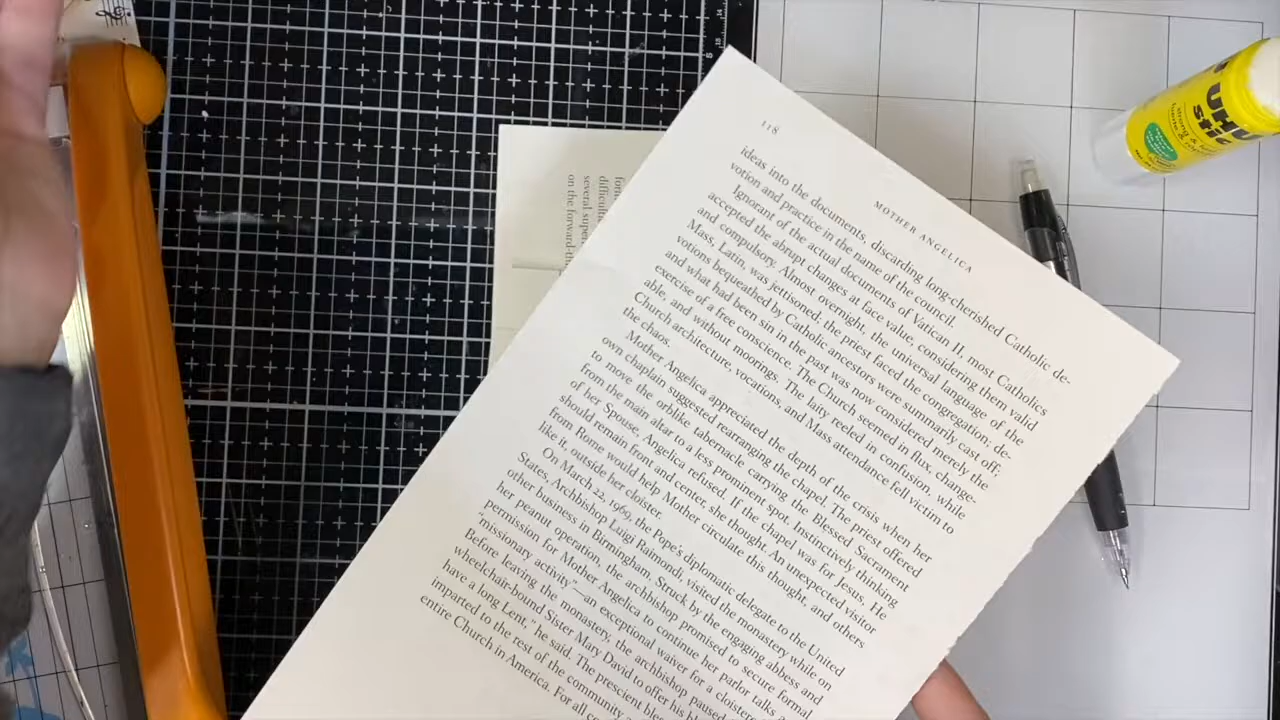 118
MOTHER ANGELICA
ideas into the documents, discarding long-cherished Catholic de-
votion and practice in the name of the council.
Ignorant of the actual documents of Vatican II, most Catholics
accepted the abrupt changes at face value, considering them valid
and compulsory. Almost overnight, the universal language of the
Mass, Latin, was jettisoned; the priest faced the congregation; de-
votions bequeathed by Catholic ancestors were summarily cast off;
and what had been sin in the past was now considered merely the
exercise of a free conscience. The Church seemed in flux, change-
able, and without moorings. The laity reeled in confusion, while
Church architecture, vocations, and Mass attendance fell victim to
the chaos.
Mother Angelica appreciated the depth of the crisis when her
own chaplain suggested rearranging the chapel. The priest offered
to move the orblike tabernacle carrying the Blessed Sacrament
from the main altar to a less prominent spot. Instinctively thinking
of her Spouse, Angelica refused. If the chapel was for Jesus, He
should remain front and center, she thought. An unexpected visitor
from Rome would help Mother circulate this thought, and others
like it, outside her cloister.
On March 22, 1969, the Pope's diplomatic delegate to the United
States, Archbishop Luigi Raimondi, visited the monastery while on
other business in Birmingham. Struck by the engaging abbess and
her peanut operation, the archbishop promised to secure formal
permission for Mother Angelica to continue her parlor talks
"missionary activity"—an exceptional waiver for a cloistere
Before leaving the monastery, the archbishop paused
wheelchair-bound Sister Mary David to offer his
have a long Lent," he said. The prescient
imparted to the rest of the community
entire Church in America. For all
several
on the
UHU
stic